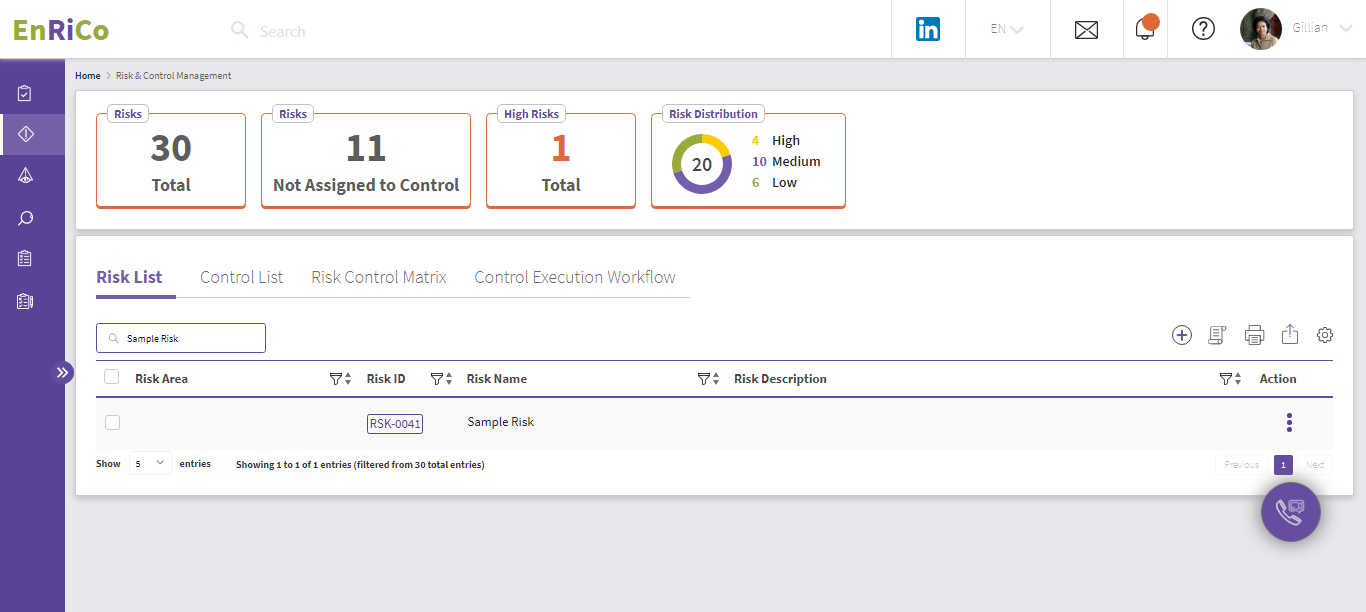 EnRiCo
Search
EN
Gillian
Home > Risk & Control Management
Risks
30
Total
Risks
11
Not Assigned to Control
High Risks
1
Total
Risk Distribution
20
4 High
10 Medium
6 Low
Risk List Control List Risk Control Matrix Control Execution Workflow
Sample Risk
Risk Area Risk ID Risk Name Risk Description Action
RSK-0041 Sample Risk
Show 5 entries Showing 1 to 1 of 1 entries (filtered from 30 total entries) Previous 1 Next